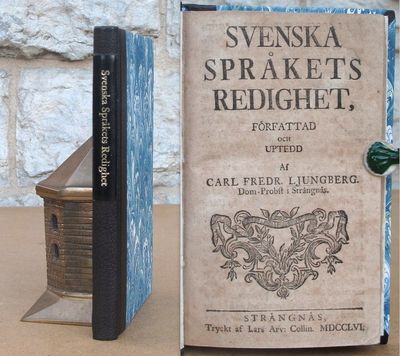 Svenska Språkets Redighet
SVENSKA
SPRÅKETS
REDIGHET,
FÖRFATTAD
OCH
UPTEDD
Af
CARL FREDR. LJUNGBERG.
Dom-Probst i Strängnäs.
STRÄNGNÄS,
Tryckt af Lars Arv: Collin. MDCCLVI.